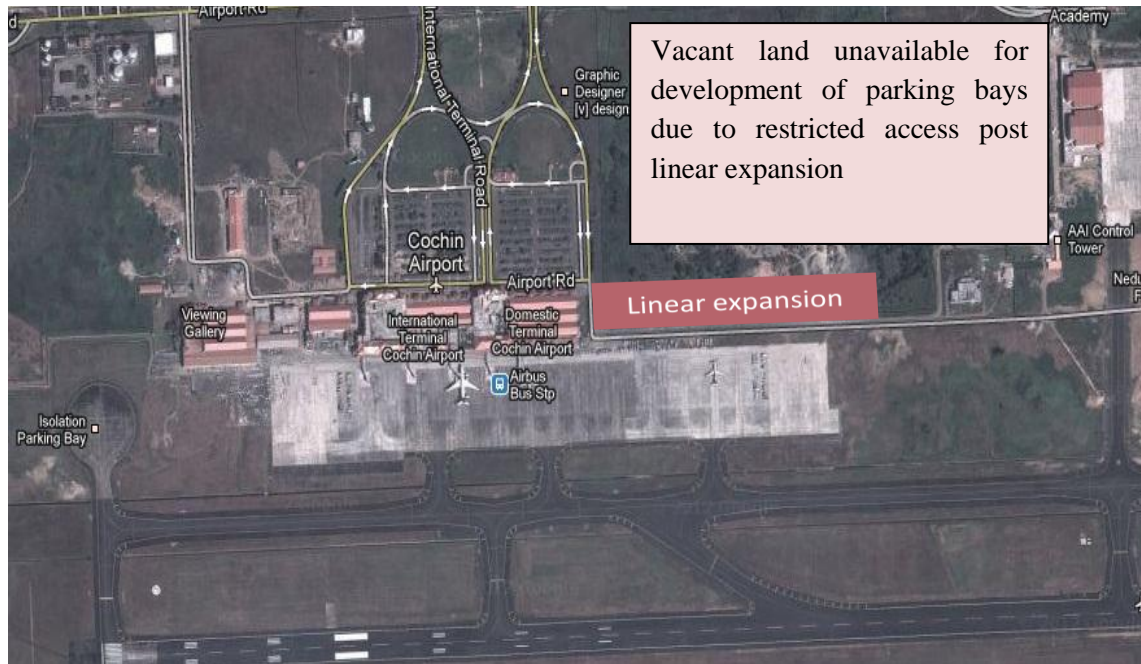 d
Airport Rd
International Terminal Road
Graphic
Designer
[v] design
Vacant land unavailable for
development of parking bays
due to restricted access post
linear expansion
Academy
AAI Control
Tower
Nedu
F
Cochin
Airport
Airport Rd
Linear expansion
Viewing
Gallery
International
Terminal
Cochin Airport
Domestic
Terminal
Cochin Airport
Airbus
Bus Stp
Isolation
Parking Bay